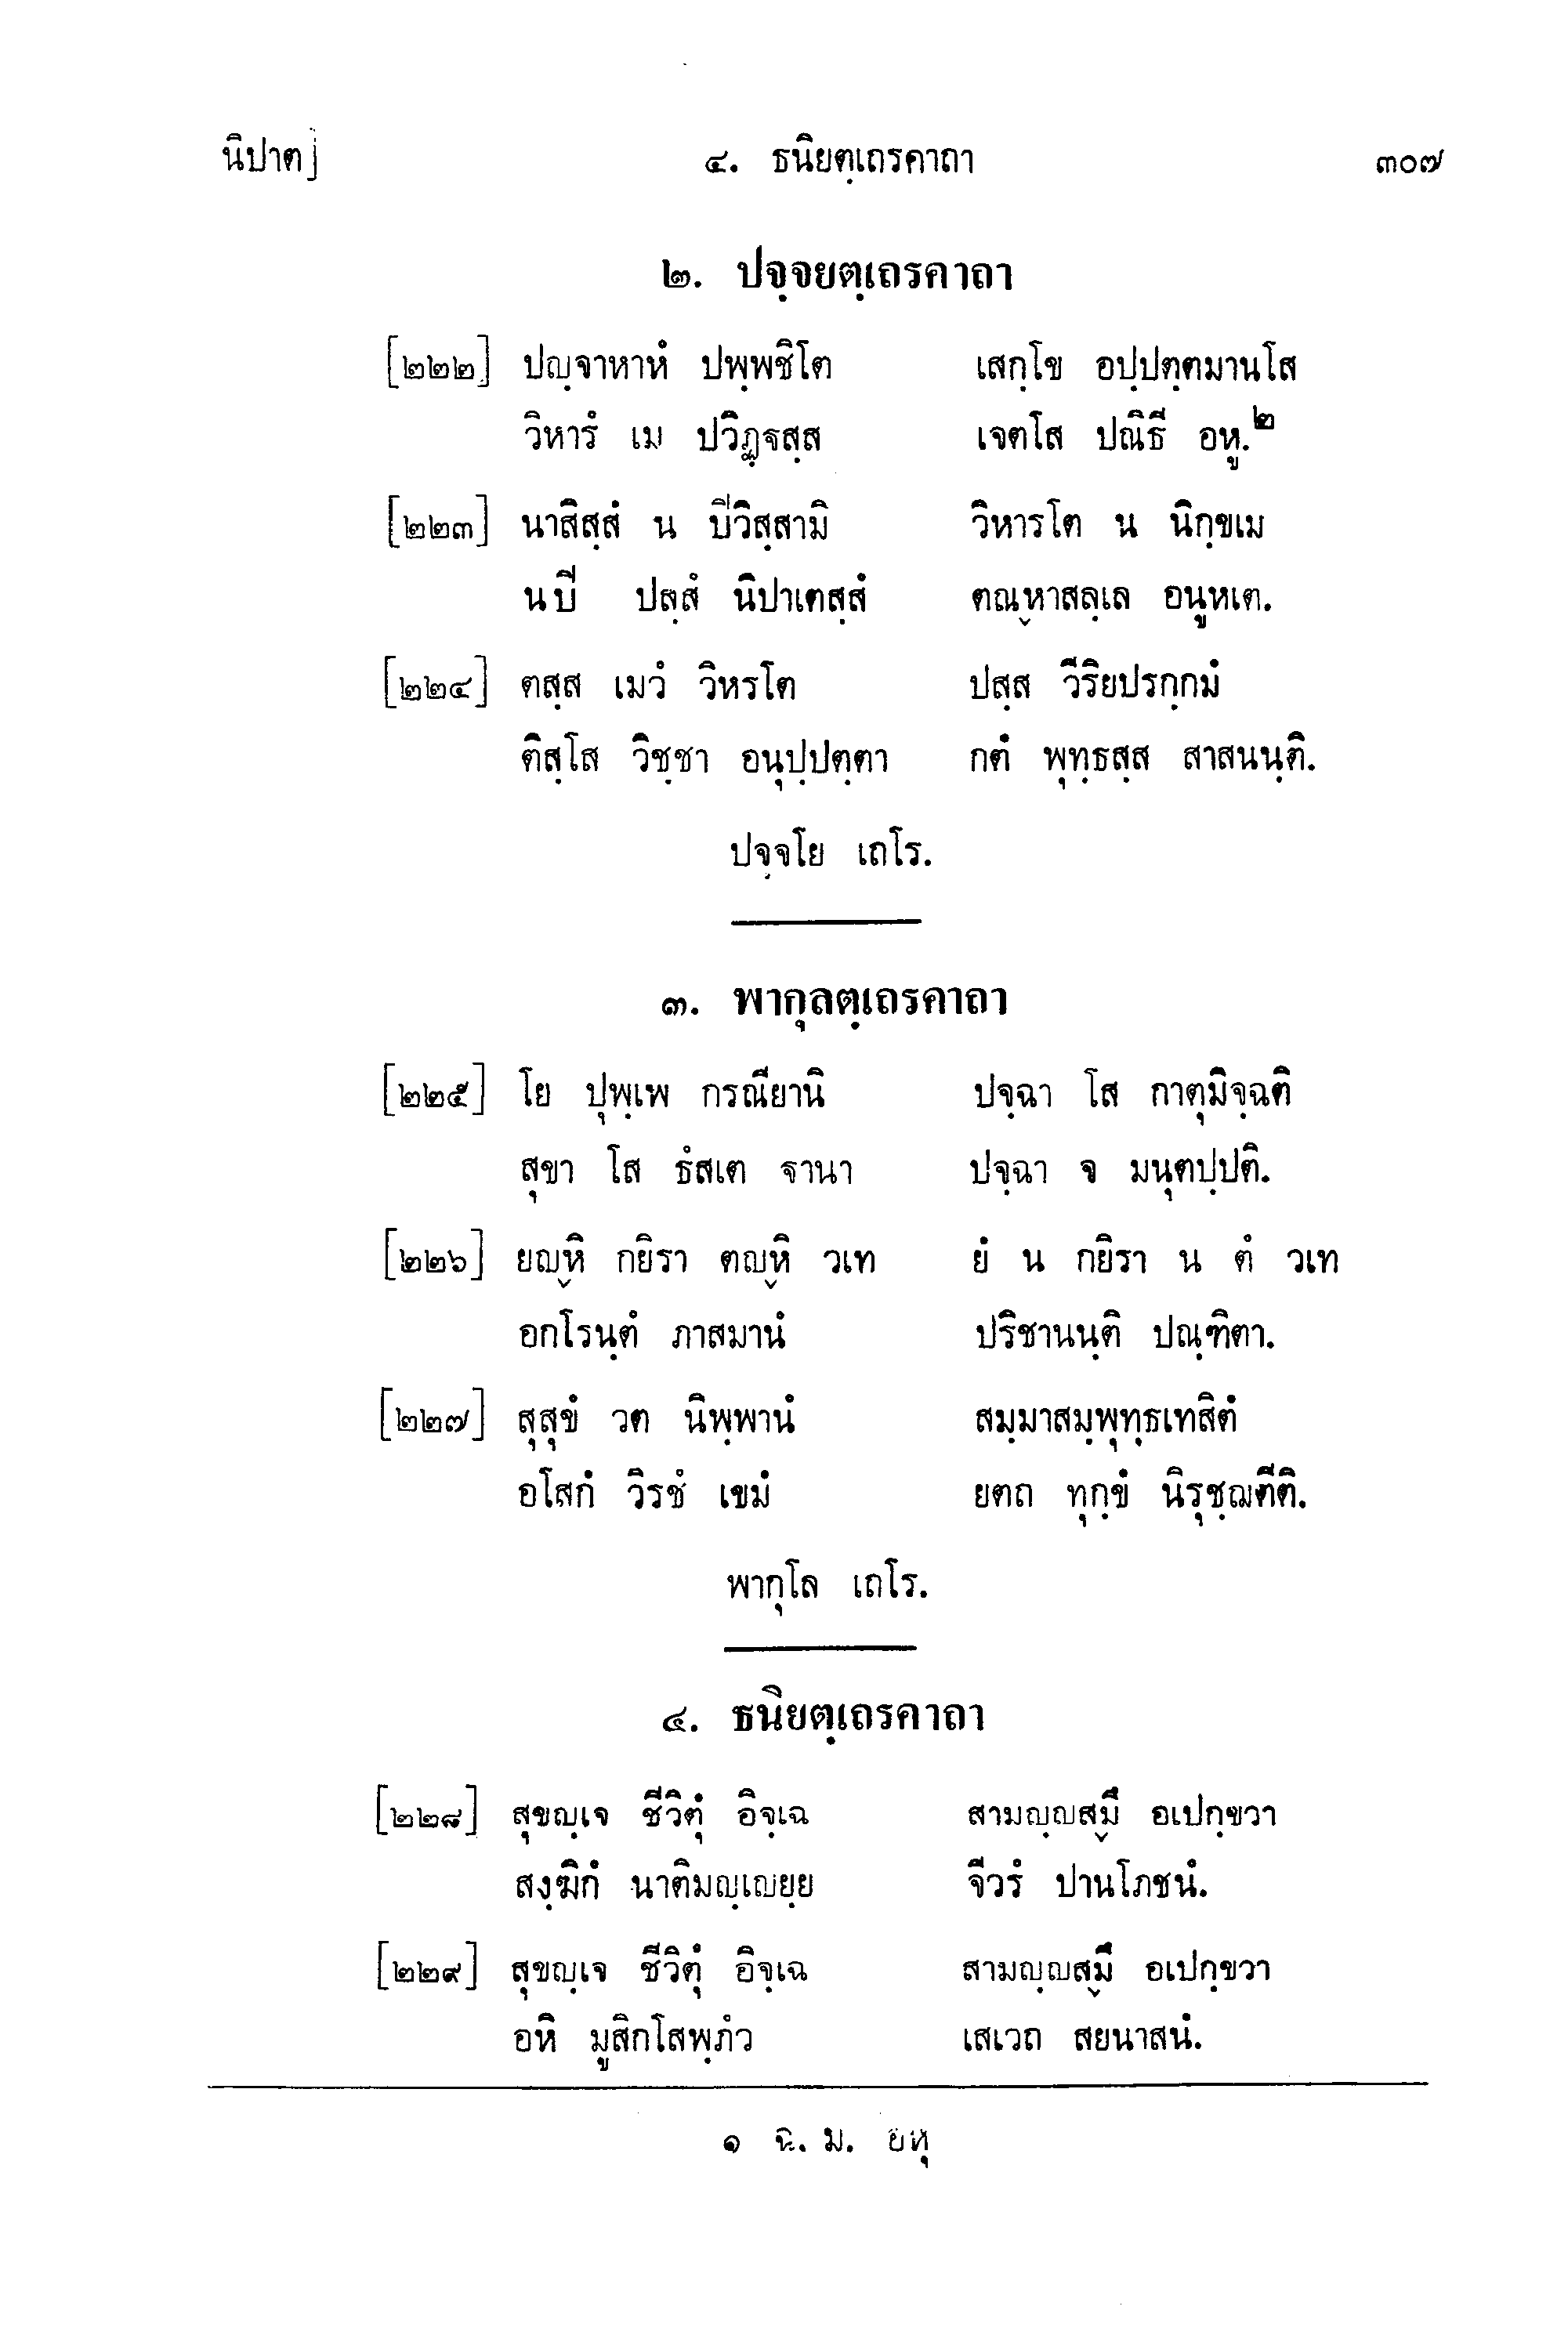 นิปาต]     ๔. ธนิยตฺเถรคาถา     ๓๐๗
๒. ปจฺจยตฺเถรคาถา
[๒๒๒] ปญฺจาหาหํ ปพฺพชิโต     เสกฺโข อปฺปตฺตมานโส
วิหารํ เม ปวิฏฺฐสฺส     เจตโส ปณิธี อหู.๒
[๒๒๓] นาสิสฺสํ น ปิวิสฺสามิ     วิหารโต น นิกฺขเม
นปี ปสฺสํ นิปาเตสฺสํ     ตณฺหาสลฺเล อนูหเต.
[๒๒๔] ตสฺส เมวํ วิหรโต     ปสฺส วีริยปรกฺกมํ
ติสฺโส วิชฺชา อนุปฺปตฺตา     กตํ พุทฺธสฺส สาสนนฺติ.
ปจฺจโย เถโร.
๓. พากุลตฺเถรคาถา
[๒๒๕] โย ปุพฺเพ กรณียานิ     ปจฺฉา โส กาตุมิจฺฉติ
สุขา โส ธํสเต ฐานา     ปจฺฉา จ มนุตปฺปติ.
[๒๒๖] ยญฺหิ กยิรา ตญฺหิ วเท     ยํ น กยิรา น ตํ วเท
อกโรนฺตํ ภาสมานํ     ปริชานนฺติ ปณฺฑิตา.
[๒๒๗] สุสุขํ วต นิพฺพานํ     สมฺมาสมฺพุทฺธเทสิตํ
อโสกํ วิรชํ เขมํ     ยตถ ทุกฺขํ นิรุชฺฌตีติ.
พากุโล เถโร.
๔. ธนิยตฺเถรคาถา
[๒๒๘] สุขญฺเจ ชีวิตุํ อิจฺเฉ     สามญฺญสฺมึ อเปกฺขวา
สงฺฆิกํ นาติมญฺเญยฺย     จีวรํ ปานโภชนํ.
[๒๒๙] สุขญฺเจ ชีวิตุํ อิจฺเฉ     สามญฺญสฺมึ อเปกฺขวา
อหิ มูสิกโสพฺภํว     เสเวถ สยนาสนํ.
๑ ฉิ. ม.